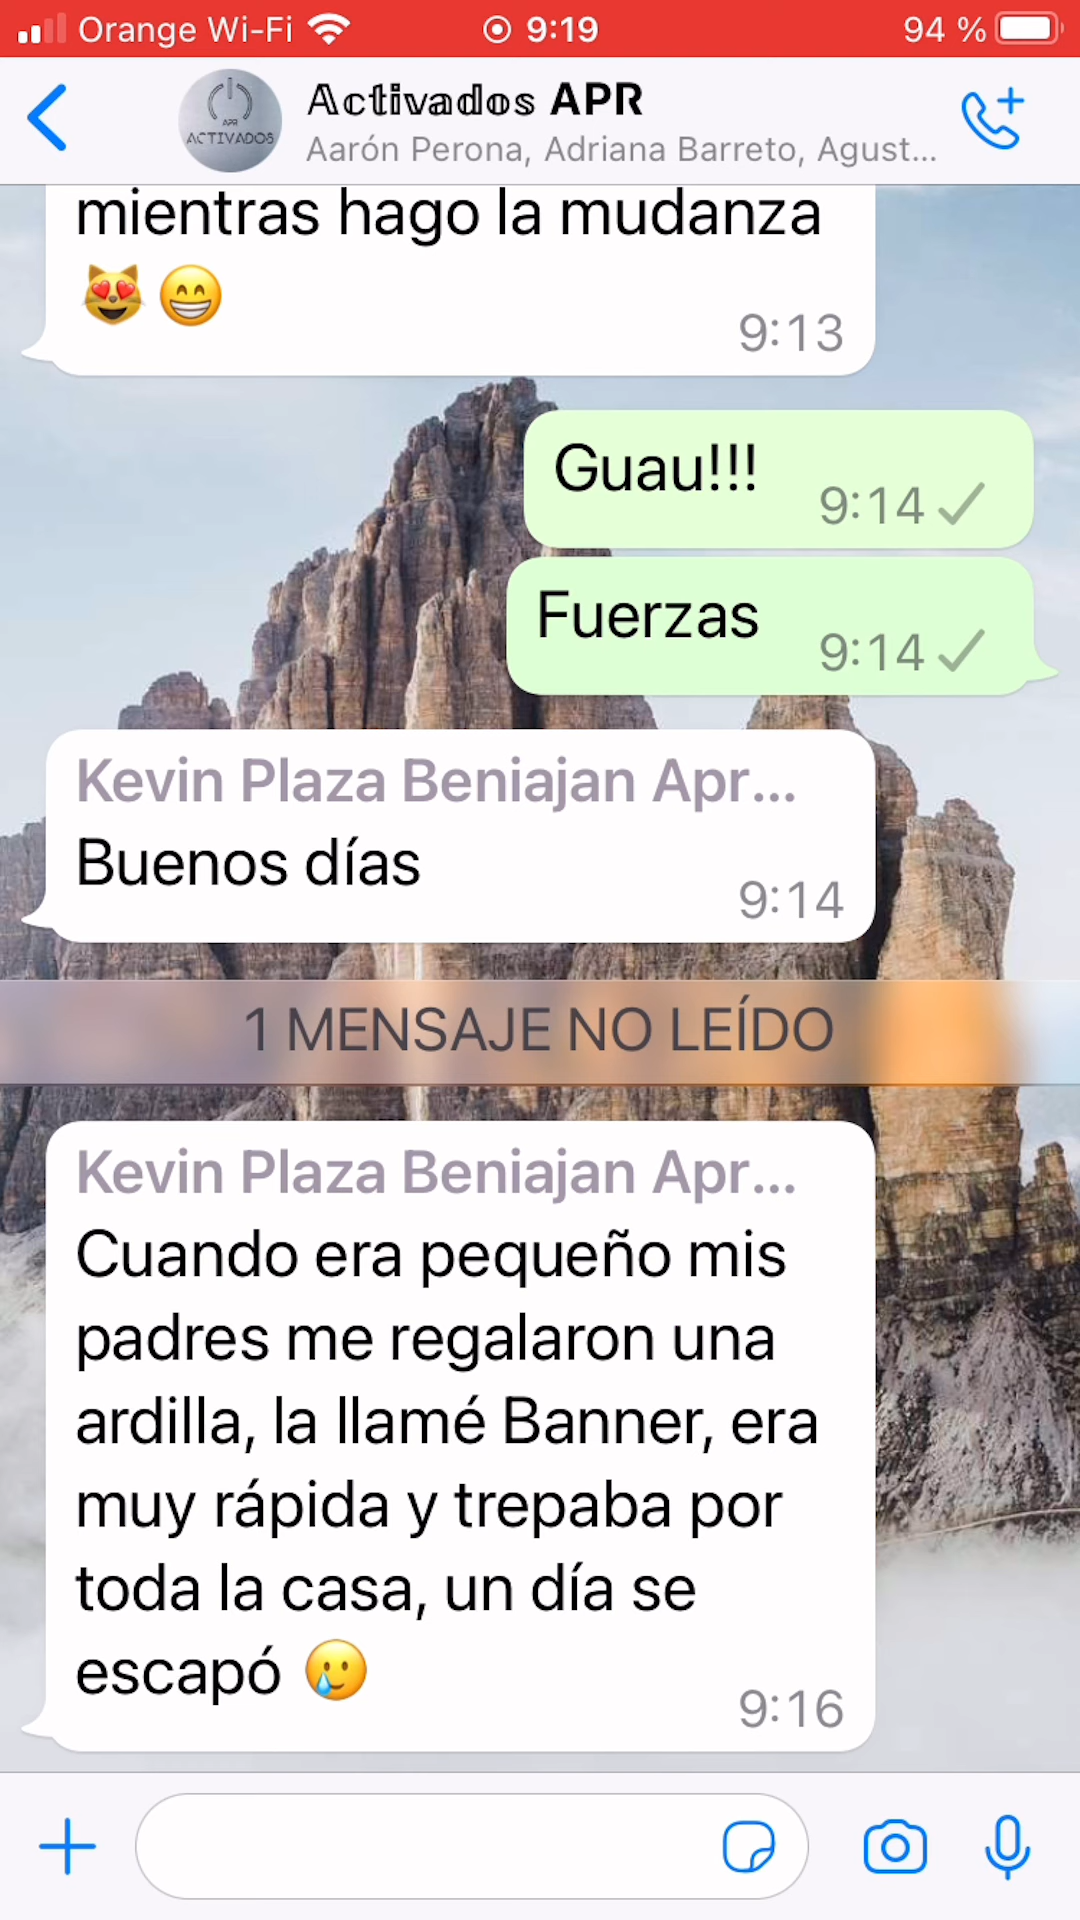 Orange Wi-Fi 9:19 94 %
Activados APR
APR
ACTIVADOS
Aarón Perona, Adriana Barreto, Agust...
mientras hago la mudanza
😻 😁
9:13
Guau!!!
9:14
Fuerzas
9:14
Kevin Plaza Beniajan Apr...
Buenos días
9:14
1 MENSAJE NO LEÍDO
Kevin Plaza Beniajan Apr...
Cuando era pequeño mis
padres me regalaron una
ardilla, la llamé Banner, era
muy rápida y trepaba por
toda la casa, un día se
escapó 🥲
9:16